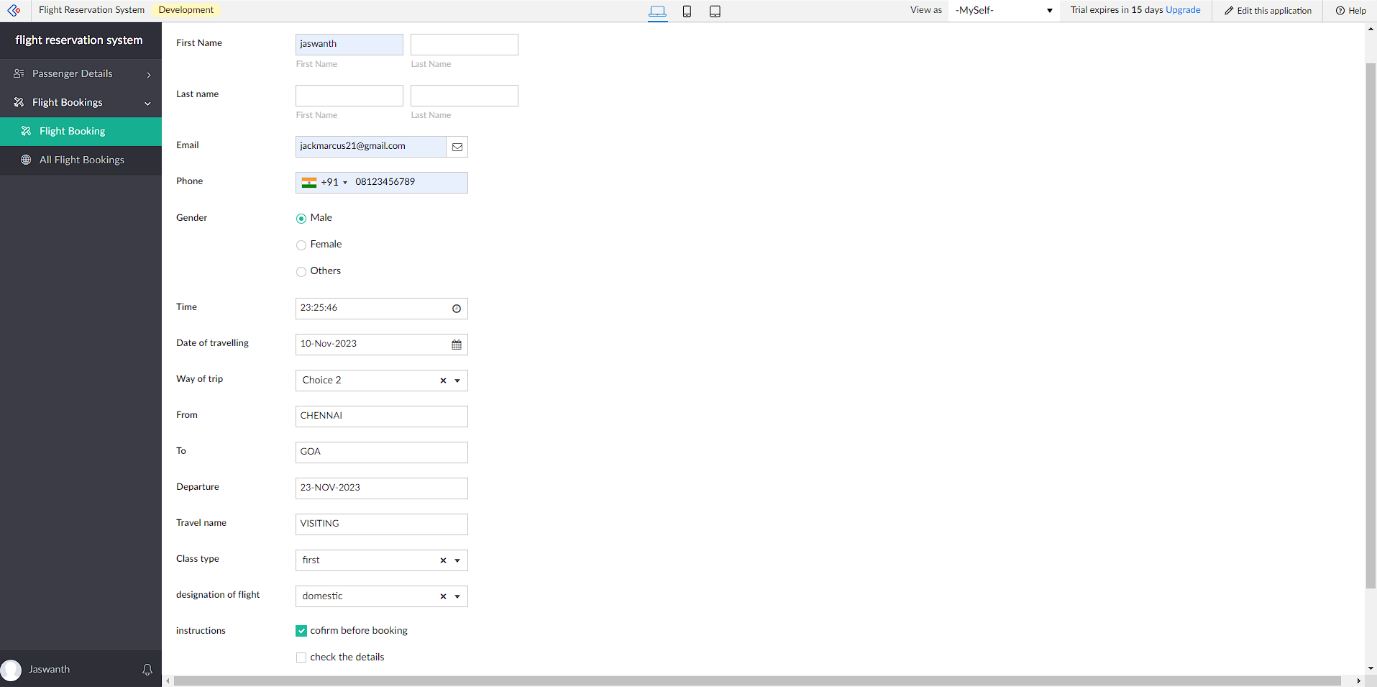 Flight Reservation System Development View as -MySelf- Trial expires in 15 days Upgrade Edit this application Help
flight reservation system
Passenger Details
Flight Bookings
Flight Booking
All Flight Bookings
Jaswanth
First Name jaswanth
First Name Last Name
Last name
First Name Last Name
Email jackmarcus21@gmail.com
Phone +91 08123456789
Gender Male
Female
Others
Time 23:25:46
Date of travelling 10-Nov-2023
Way of trip Choice 2
From CHENNAI
To GOA
Departure 23-NOV-2023
Travel name VISITING
Class type first
designation of flight domestic
instructions cofirm before booking
check the details